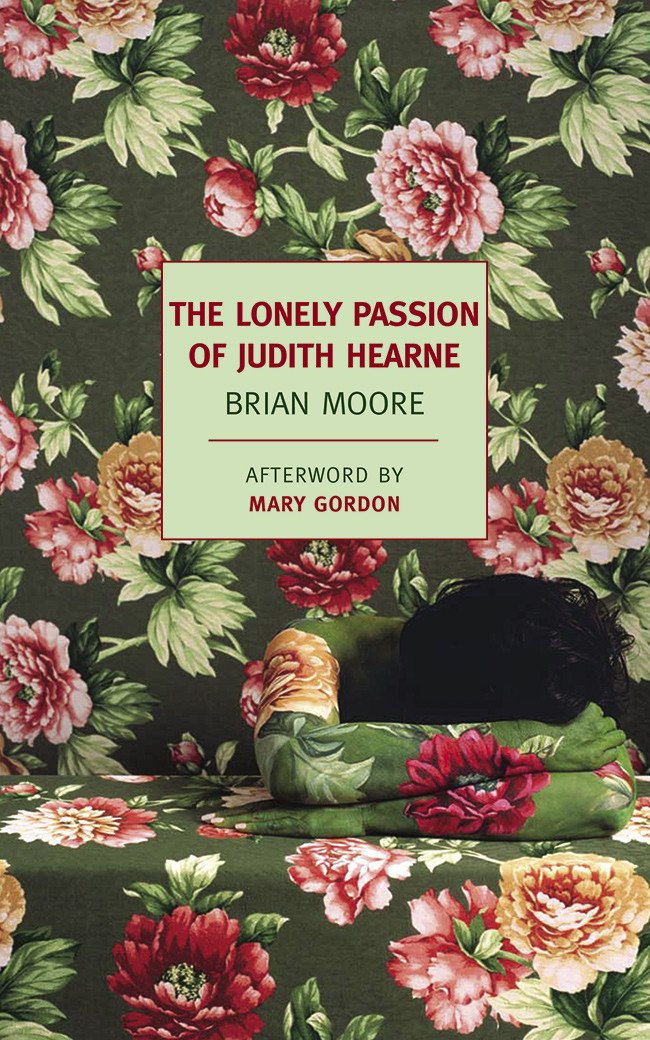 THE LONELY PASSION
OF JUDITH HEARNE
BRIAN MOORE
AFTERWORD BY
MARY GORDON